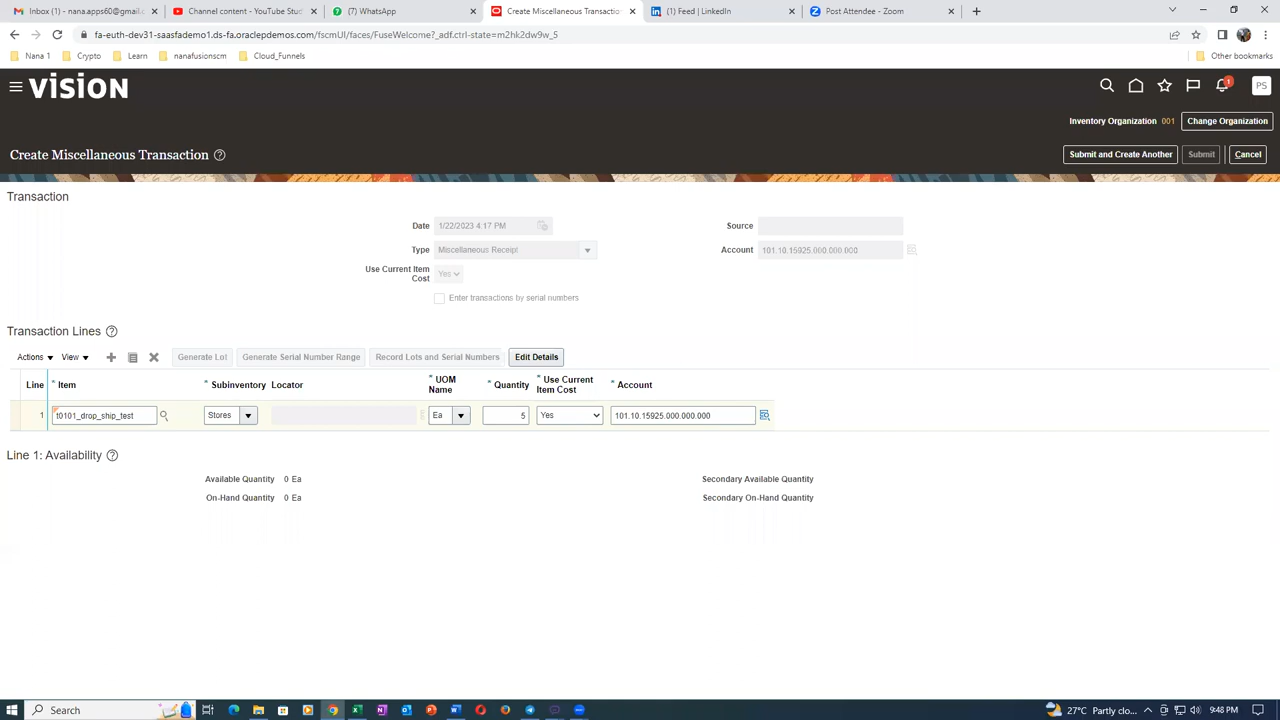 Inbox (1) - nana.apps60@gmail. Channel content - YouTube Stud (7) WhatsApp Create Miscellaneous Transactio (1) Feed | LinkedIn Post Attendee - Zoom
fa-euth-dev31-saasfademo1.ds-fa.oraclepdemos.com/fscmUI/faces/FuseWelcome?_adf.ctrl-state=m2hk2dw9w_5
Nana 1 Crypto Learn nanafusionscm Cloud_Funnels Other bookmarks
VISION
1
PS
Inventory Organization 001 Change Organization
Create Miscellaneous Transaction Submit and Create Another Submit Cancel
Transaction
Date 1/22/2023 4:17 PM Source
Type Miscellaneous Receipt Account 101.10.15925.000.000.000
Use Current Item Cost Yes
Enter transactions by serial numbers
Transaction Lines
Actions View Generate Lot Generate Serial Number Range Record Lots and Serial Numbers Edit Details
Line * Item * Subinventory Locator * UOM Name * Quantity * Use Current Item Cost * Account
1 t0101_drop_ship_test Stores Ea 5 Yes 101.10.15925.000.000.000
Line 1: Availability
Available Quantity 0 Ea Secondary Available Quantity
On-Hand Quantity 0 Ea Secondary On-Hand Quantity
Search 27°C Partly clo... 9:48 PM